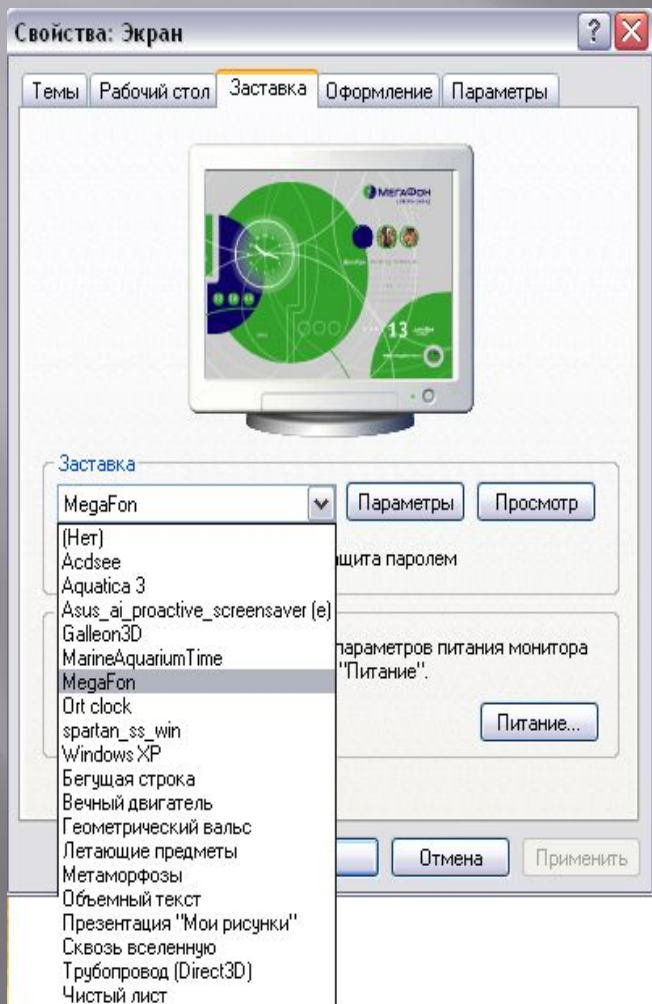 Свойства: Экран
Темы Рабочий стол Заставка Оформление Параметры
МЕГАФОН
13
Заставка
MegaFon Параметры Просмотр
(Нет)
Acdsee
Aquatica 3
Asus_ai_proactive_screensaver (e)
Galleon3D
MarineAquariumTime
MegaFon
Ort clock
spartan_ss_win
Windows XP
Бегущая строка
Вечный двигатель
Геометрический вальс
Летающие предметы
Метаморфозы
Объемный текст
Презентация "Мои рисунки"
Сквозь вселенную
Трубопровод (Direct3D)
Чистый лист
щита паролем
параметров питания монитора
"Питание".
Питание...
Отмена Применить